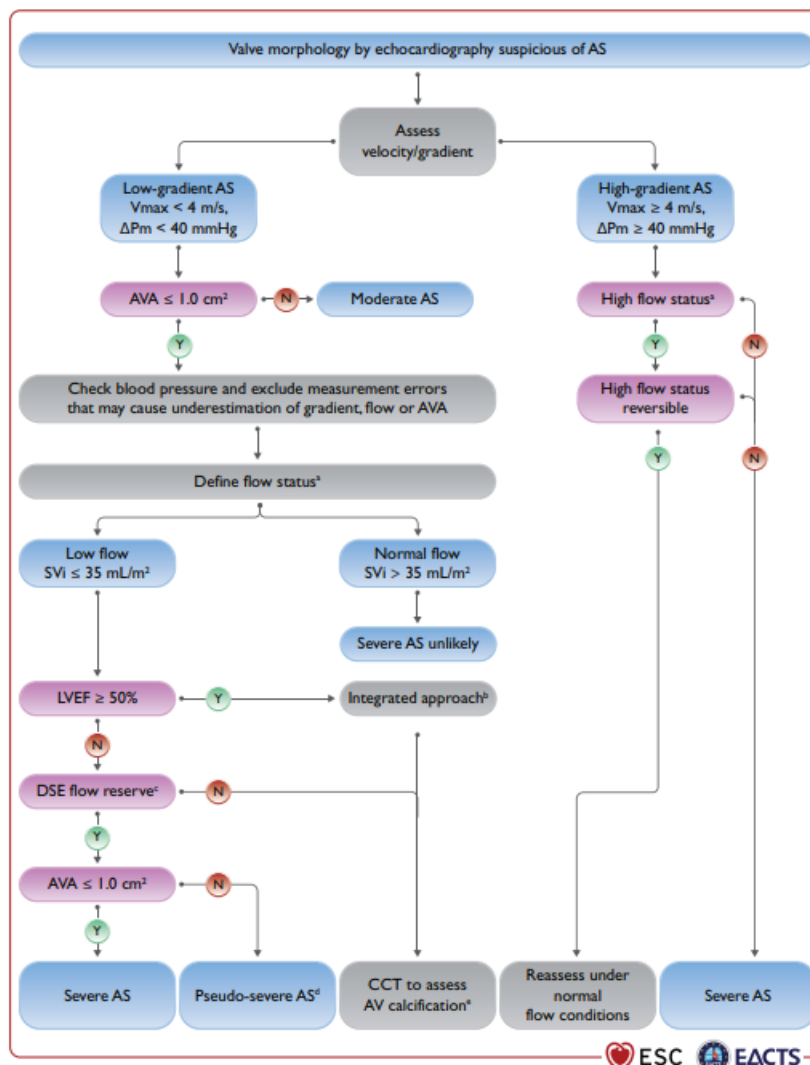 Valve morphology by echocardiography suspicious of AS
Assess
velocity/gradient
Low-gradient AS
Vmax < 4 m/s,
ΔPm < 40 mmHg
High-gradient AS
Vmax ≥ 4 m/s,
ΔPm ≥ 40 mmHg
AVA ≤ 1.0 cm²
N
Moderate AS
High flow statusᵃ
Y
Y
N
Check blood pressure and exclude measurement errors
that may cause underestimation of gradient, flow or AVA
High flow status
reversible
Y
N
Define flow statusᵃ
Low flow
SVi ≤ 35 mL/m²
Normal flow
SVi > 35 mL/m²
Severe AS unlikely
LVEF ≥ 50%
Y
Integrated approachᵇ
N
DSE flow reserveᶜ
N
Y
AVA ≤ 1.0 cm²
N
Y
Severe AS
Pseudo-severe ASᵈ
CCT to assess
AV calcificationᵉ
Reassess under
normal
flow conditions
Severe AS
ESC
EACTS